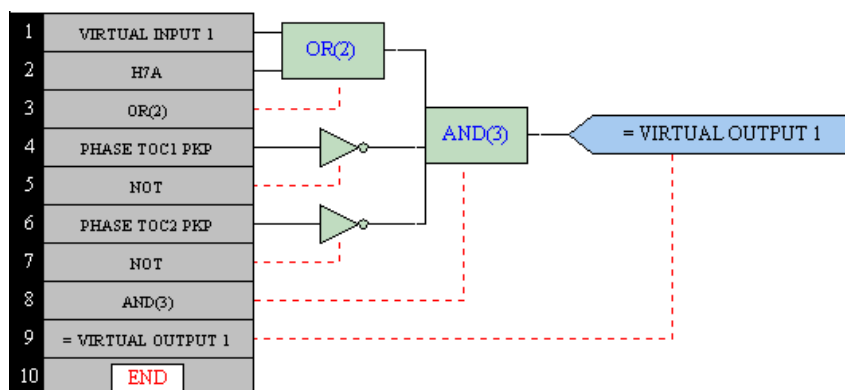 1 VIRTUAL INPUT 1
2 H7A
3 OR(2)
4 PHASE TOC1 PKP
5 NOT
6 PHASE TOC2 PKP
7 NOT
8 AND(3)
9 = VIRTUAL OUTPUT 1
10 END
OR(2)
AND(3)
= VIRTUAL OUTPUT 1